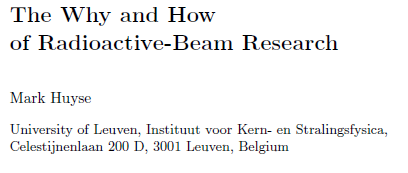 The Why and How
of Radioactive-Beam Research
Mark Huyse
University of Leuven, Instituut voor Kern- en Stralingsfysica,
Celestijnenlaan 200 D, 3001 Leuven, Belgium